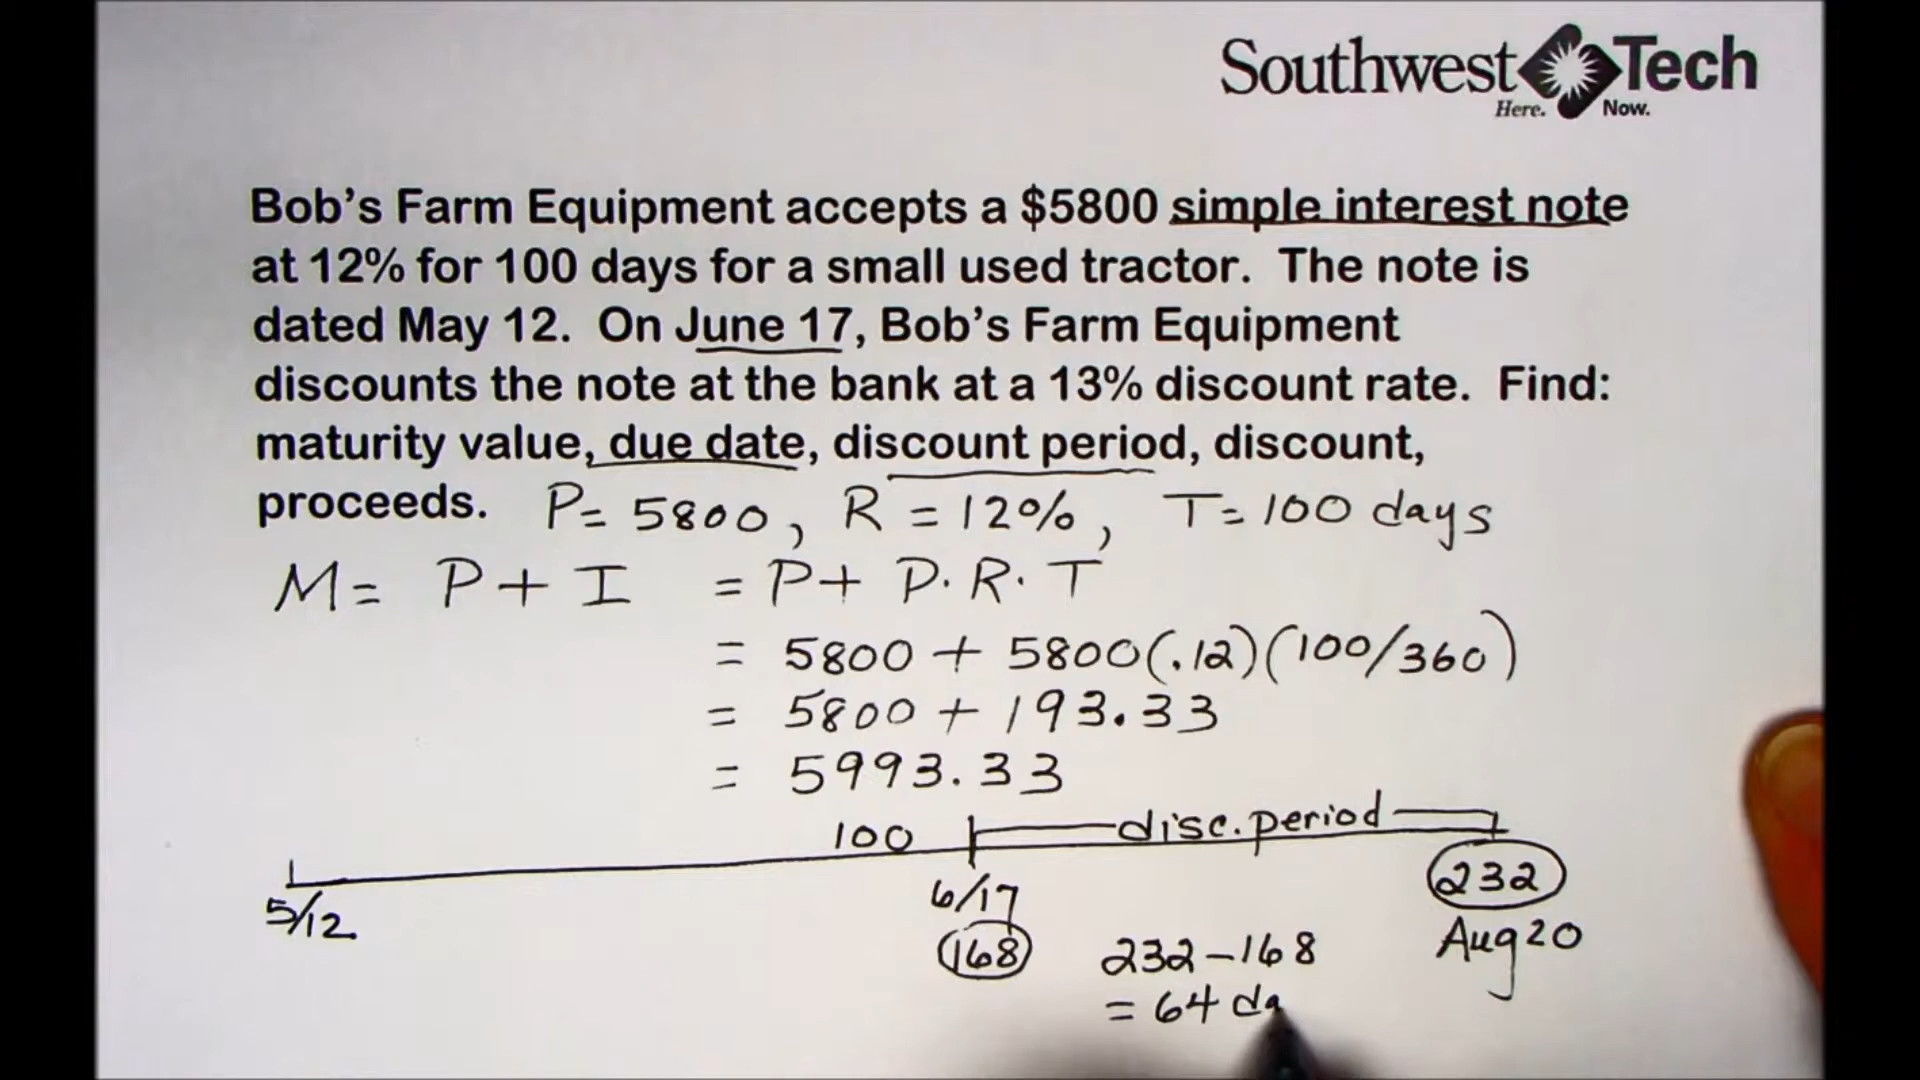 Southwest Tech
Here. Now.
Bob's Farm Equipment accepts a $5800 simple interest note
at 12% for 100 days for a small used tractor. The note is
dated May 12. On June 17, Bob's Farm Equipment
discounts the note at the bank at a 13% discount rate. Find:
maturity value, due date, discount period, discount,
proceeds. P= 5800, R = 12%, T= 100 days
M= P + I = P + P·R·T
= 5800 + 5800(.12)(100/360)
= 5800 + 193.33
= 5993.33
100 disc. period
5/12 6/17 232
168 Aug 20
232-168
= 64 da